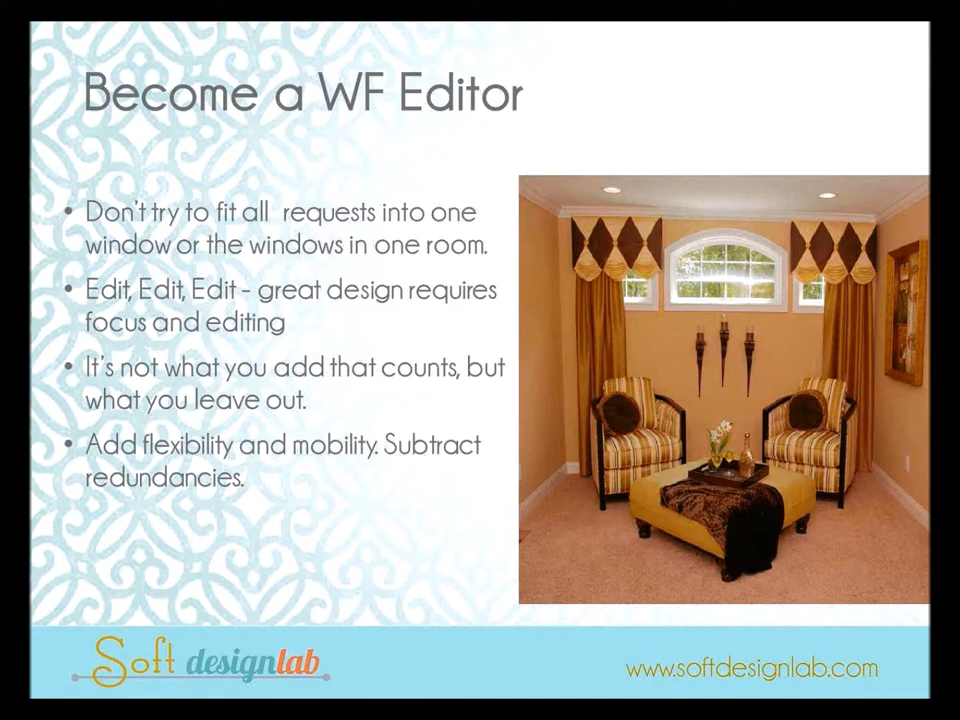 Become a WF Editor
• Don't try to fit all requests into one
window or the windows in one room.
• Edit, Edit, Edit - great design requires
focus and editing
• It's not what you add that counts, but
what you leave out.
• Add flexibility and mobility. Subtract
redundancies.
Soft designlab
www.softdesignlab.com